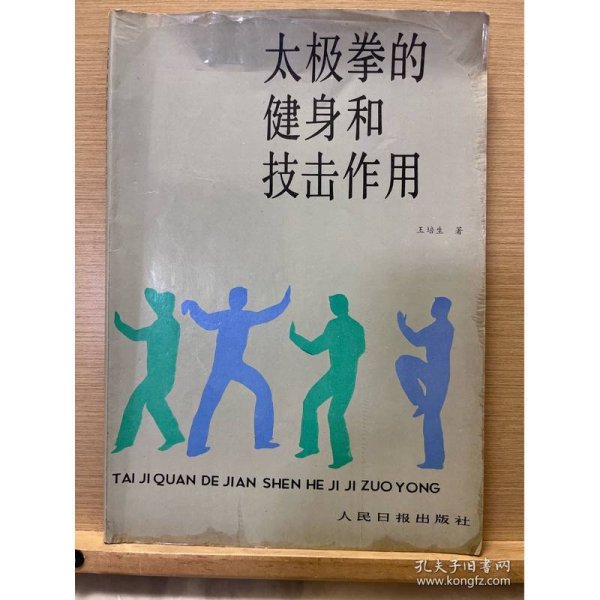 太极拳的
健身和
技击作用
王培生 著
TAI JI QUAN DE JIAN SHEN HE JI JI ZUO YONG
人民日报出版社
孔夫子旧书网
www.kongfz.com